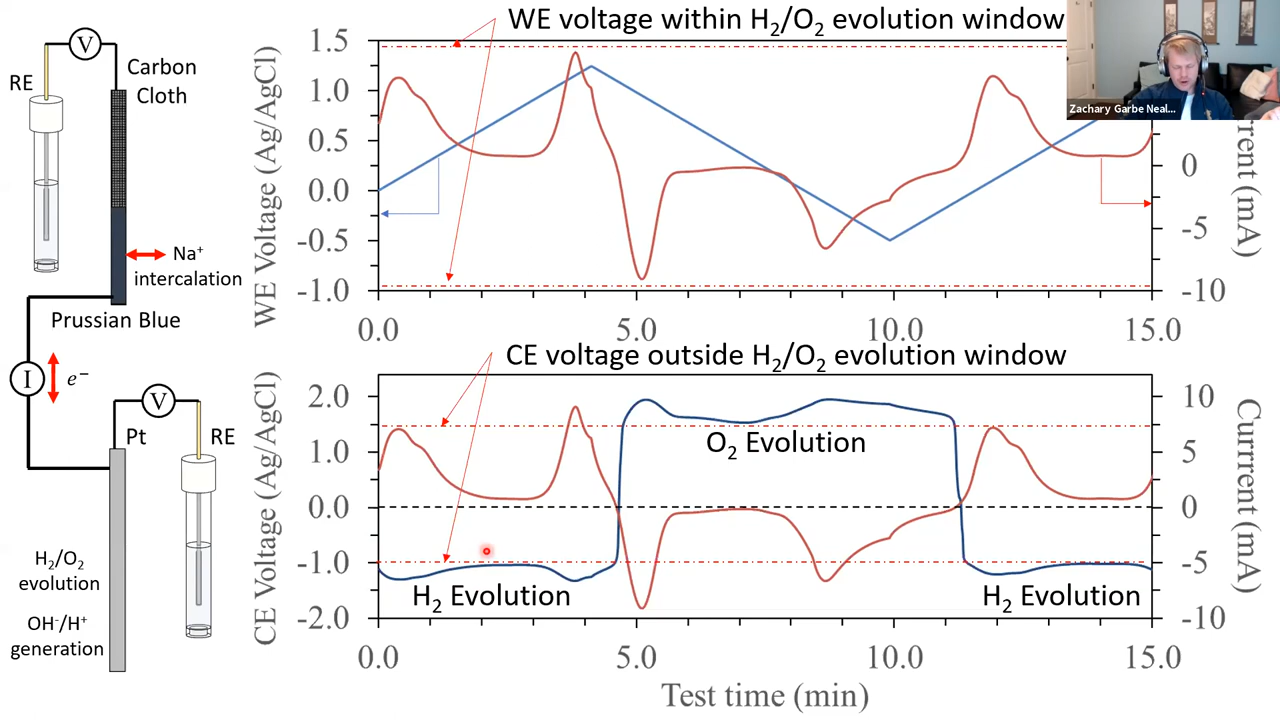 WE voltage within H₂/O₂ evolution window
Zachary Garbe Neal...
V
RE
Carbon
Cloth
Na⁺
intercalation
Prussian Blue
I
e⁻
V
Pt
RE
H₂/O₂
evolution
OH⁻/H⁺
generation
WE Voltage (Ag/AgCl)
1.5
1.0
0.5
0.0
-0.5
-1.0
0
-5
-10
rrent (mA)
0.0
5.0
10.0
15.0
CE voltage outside H₂/O₂ evolution window
CE Voltage (Ag/AgCl)
2.0
1.0
0.0
-1.0
-2.0
O₂ Evolution
H₂ Evolution
H₂ Evolution
10
5
0
-5
-10
Currrent (mA)
0.0
5.0
10.0
15.0
Test time (min)